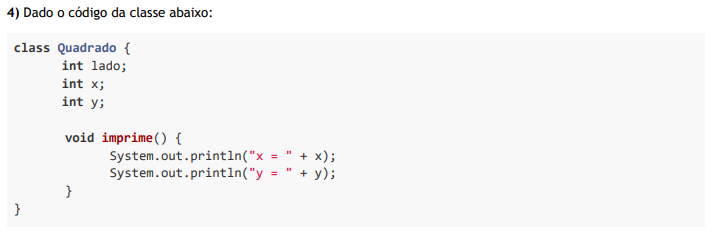 4) Dado o código da classe abaixo:
class Quadrado {
int lado;
int x;
int y;
void imprime() {
System.out.println("x = " + x);
System.out.println("y = " + y);
}
}